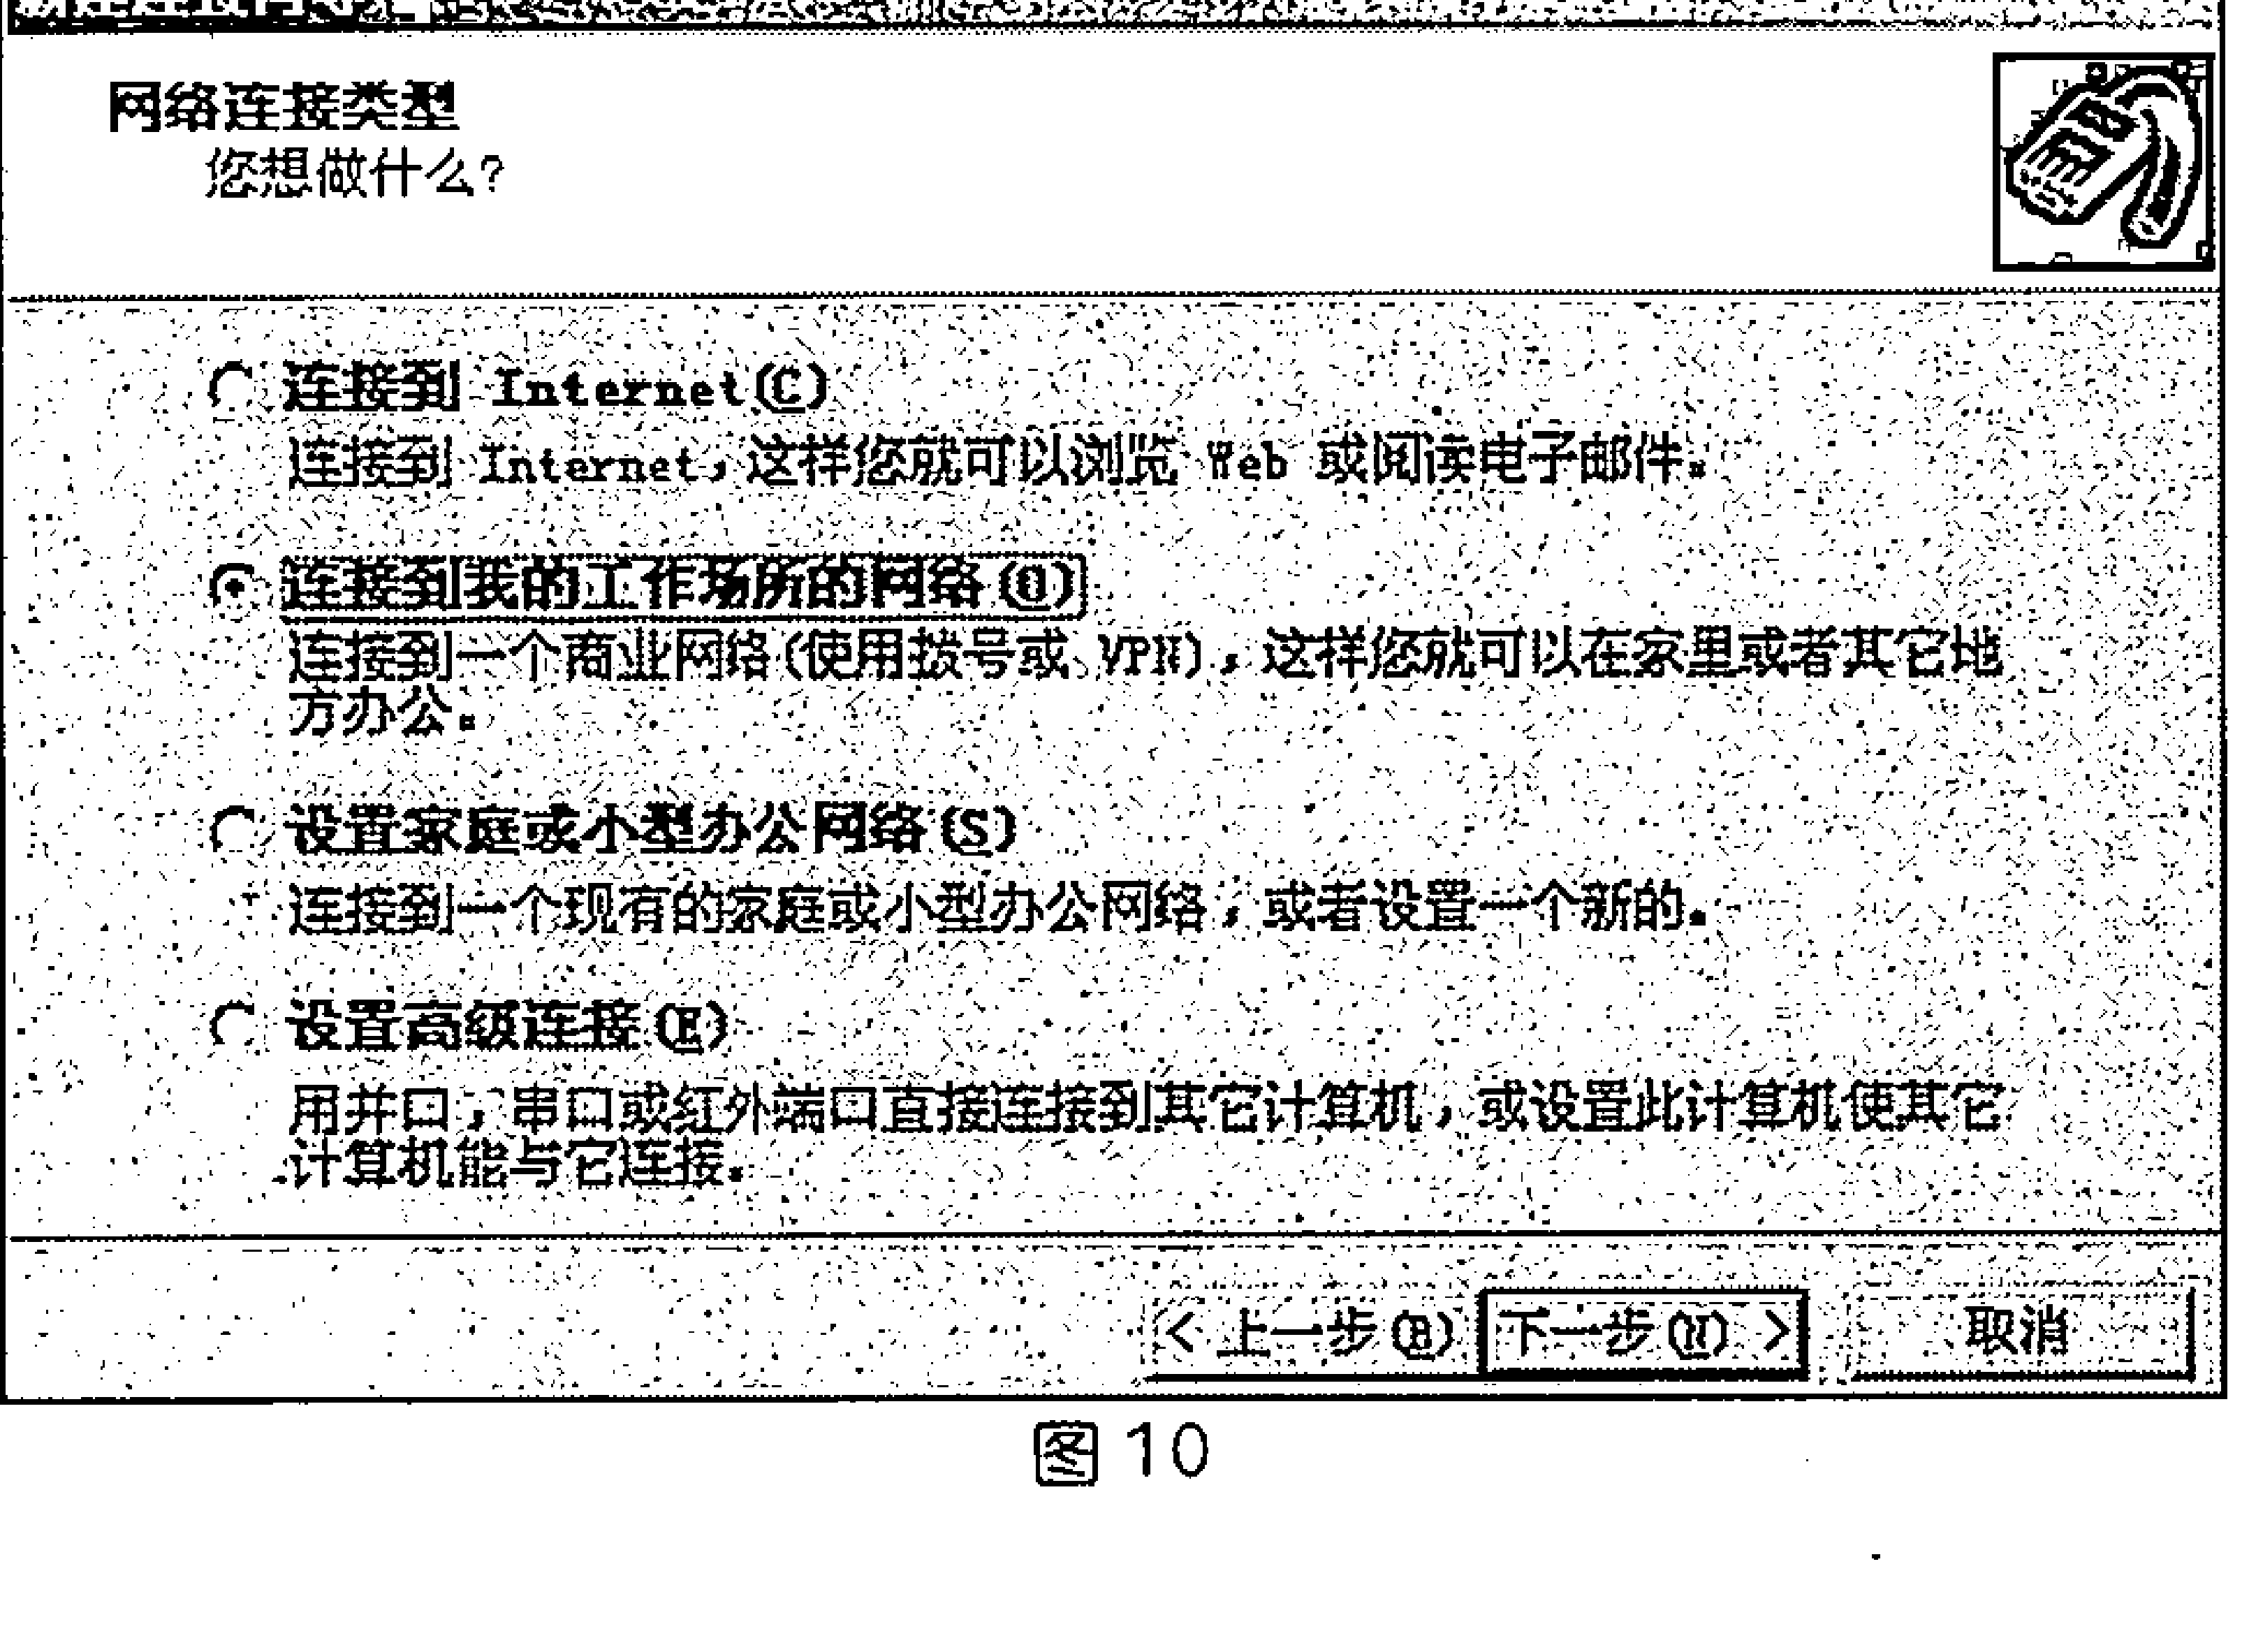 网络连接类型
您想做什么?
连接到 Internet(C)
连接到 Internet，这样您就可以浏览 Web 或阅读电子邮件。
连接到我的工作场所的网络(O)
连接到一个商业网络(使用拨号或 VPN)，这样您就可以在家里或者其它地
方办公。
设置家庭或小型办公网络(S)
连接到一个现有的家庭或小型办公网络，或者设置一个新的。
设置高级连接(E)
用并口，串口或红外端口直接连接到其它计算机，或设置此计算机使其它
计算机能与它连接。
< 上一步(B) 下一步(N) > 取消
图 10